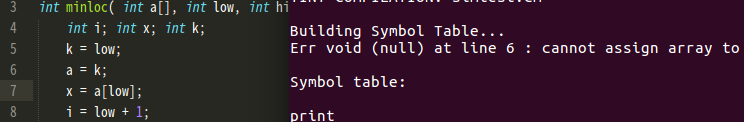 3 int minloc( int a[], int low, int hi
4 int i; int x; int k;
5 k = low;
6 a = k;
7 x = a[low];
8 i = low + 1;
Building Symbol Table...
Err void (null) at line 6 : cannot assign array to
Symbol table:
print